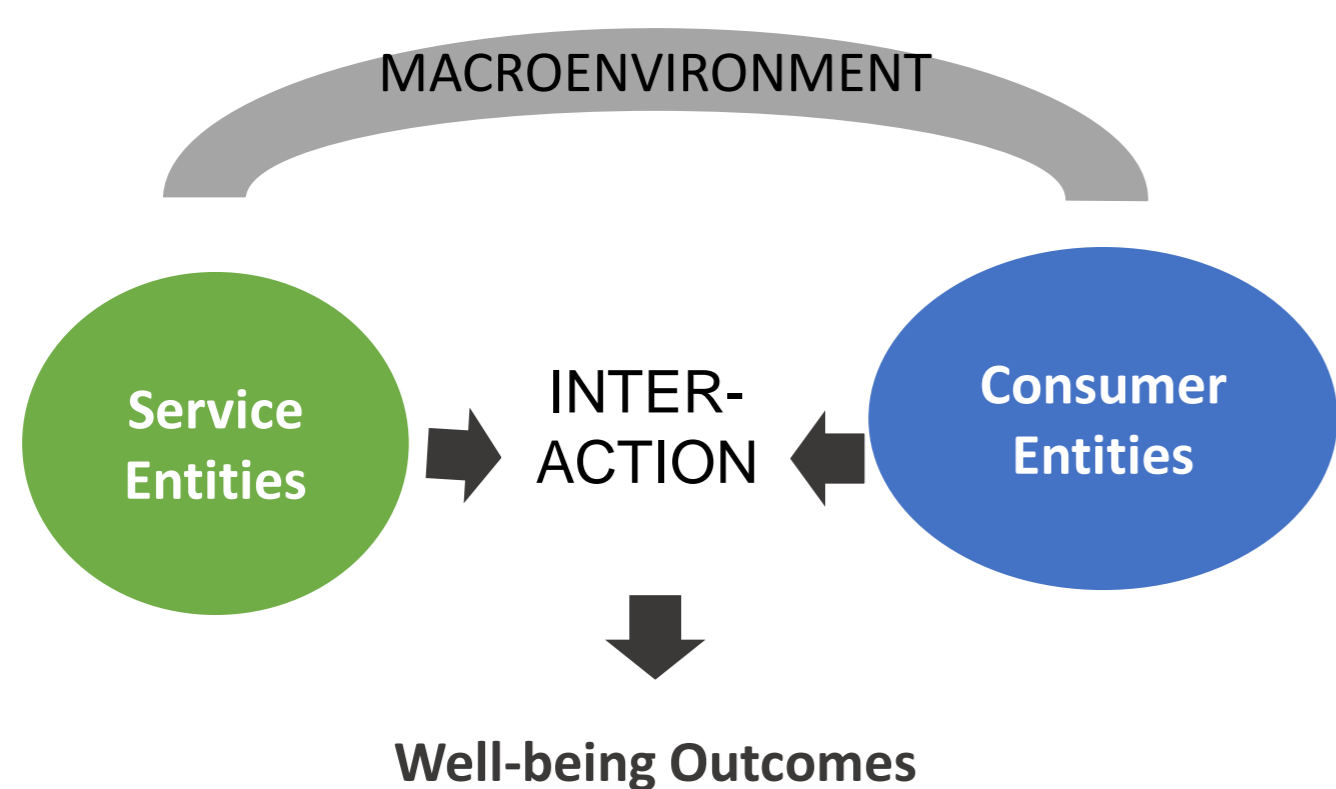 MACROENVIRONMENT
Service
Entities
INTER-
ACTION
Consumer
Entities
Well-being Outcomes